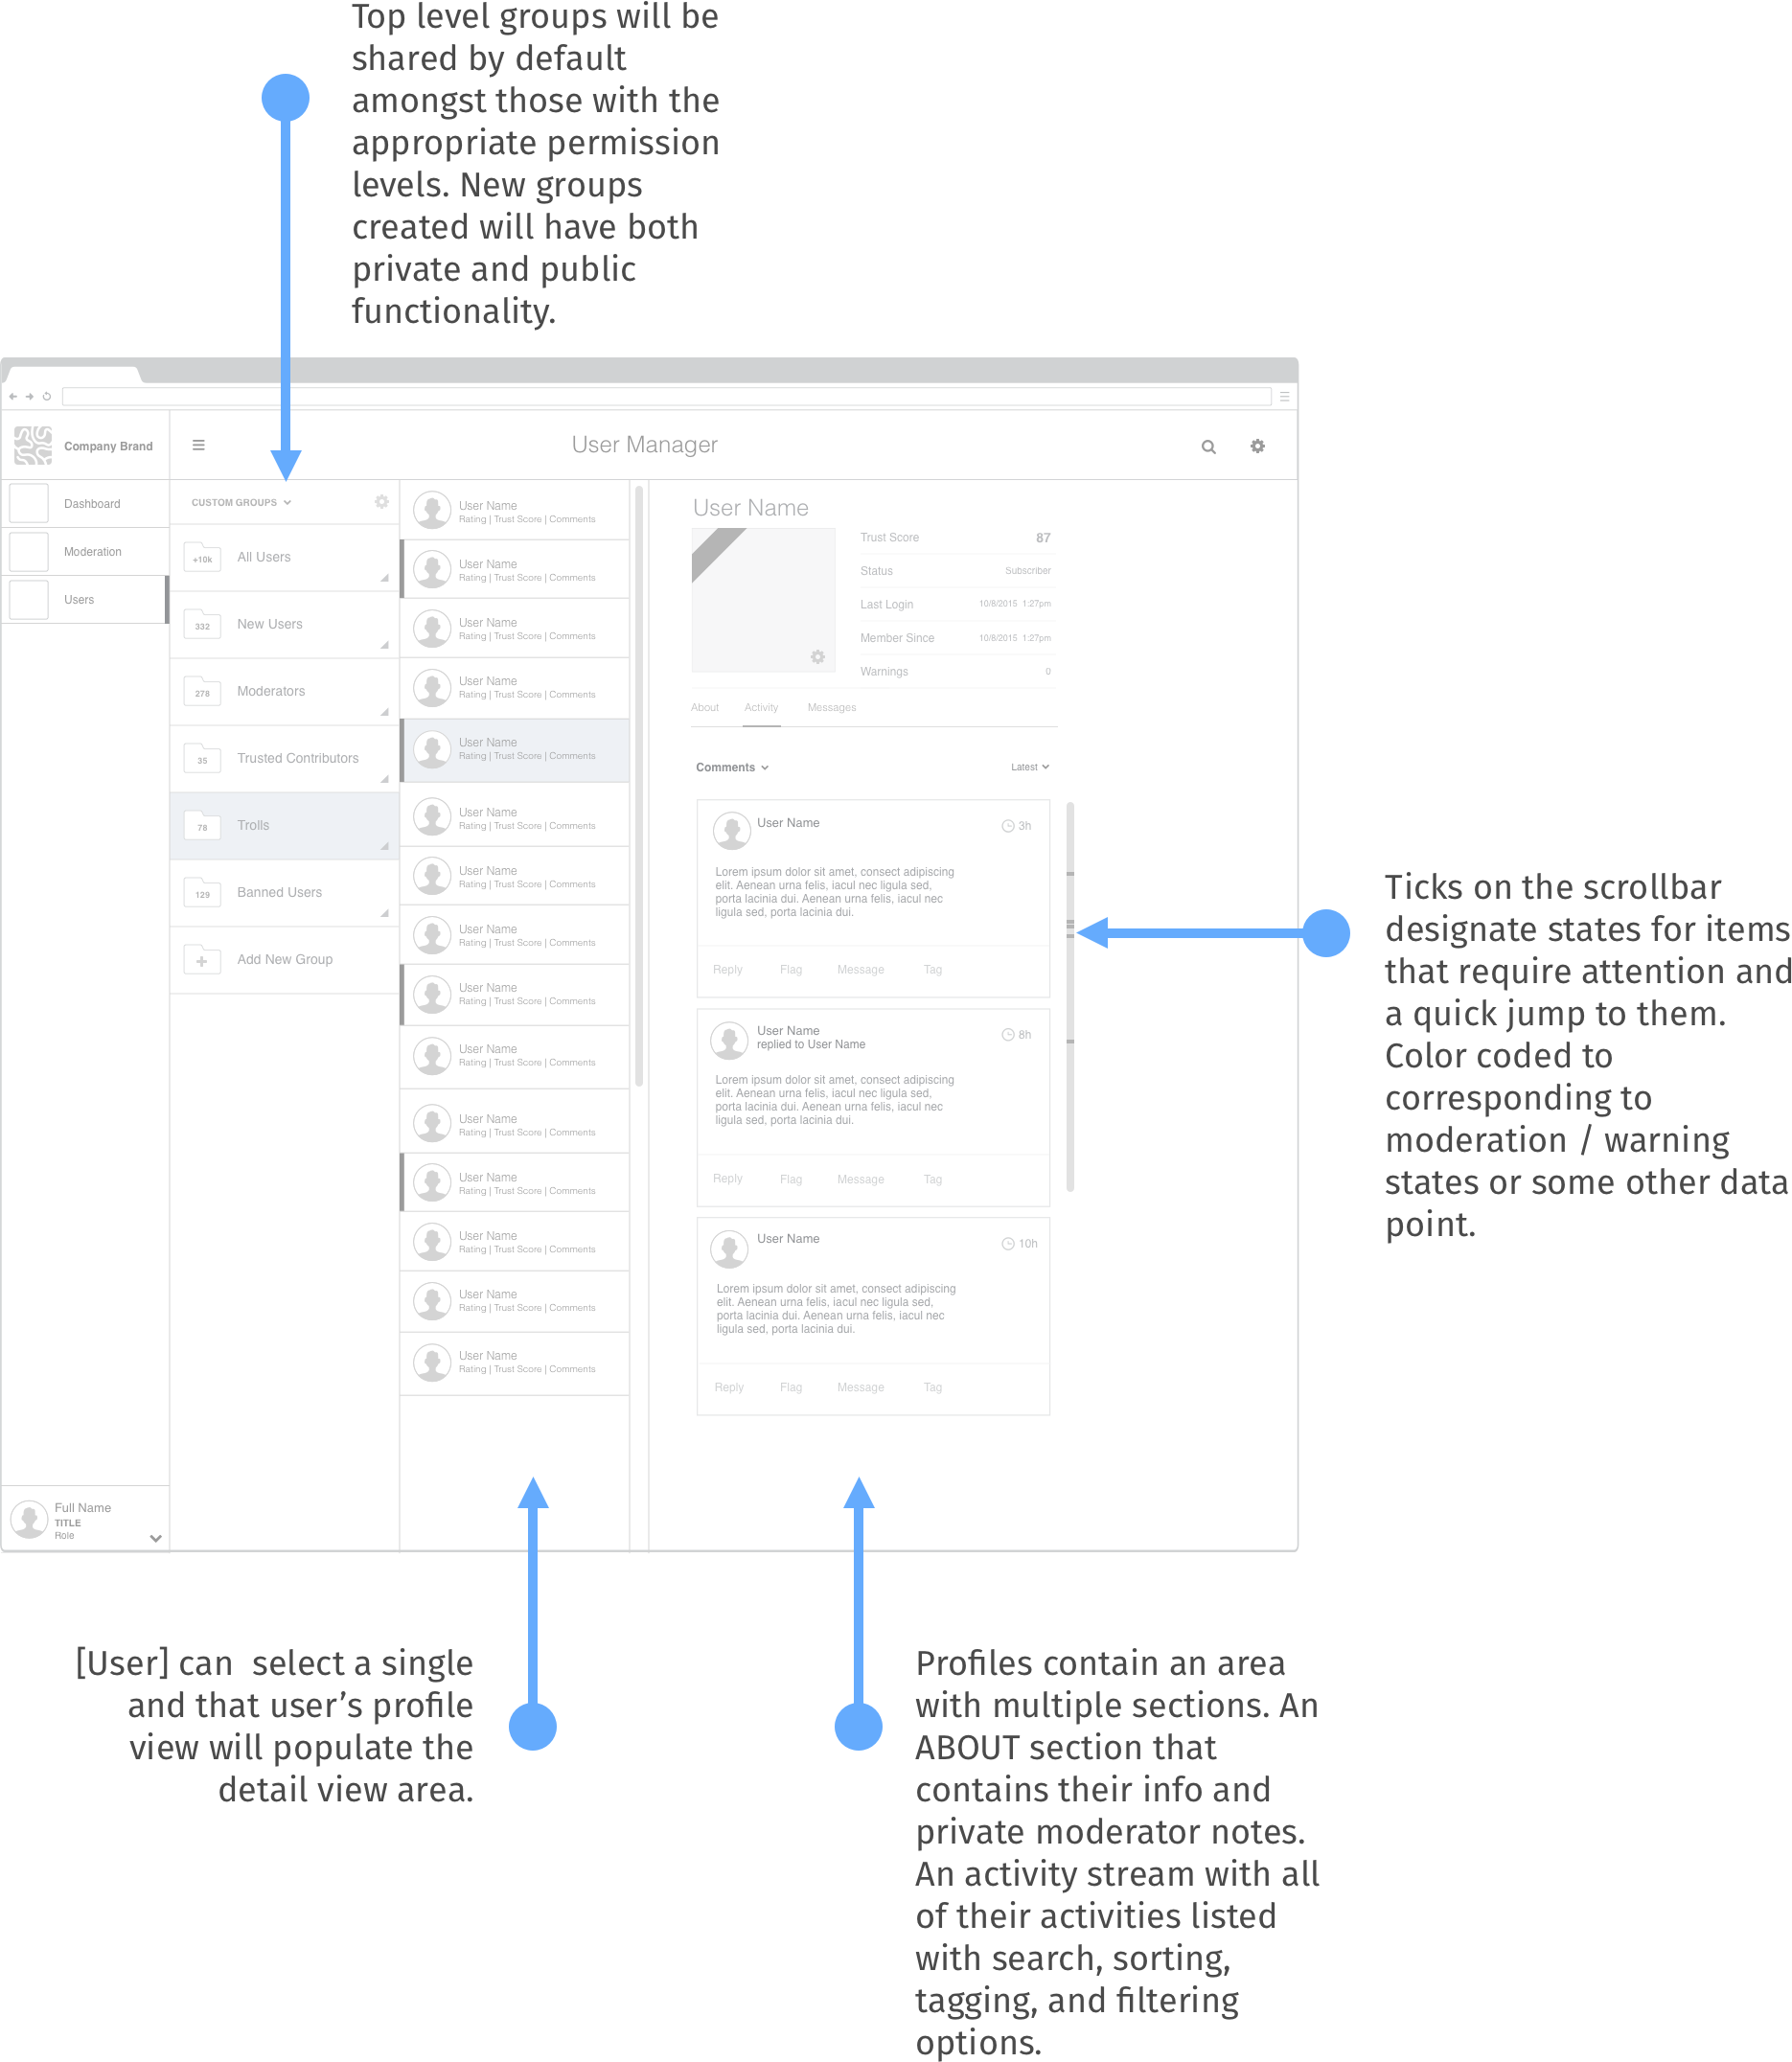 Top level groups will be
shared by default
amongst those with the
appropriate permission
levels. New groups
created will have both
private and public
functionality.
Company Brand
User Manager
Dashboard
Moderation
Users
CUSTOM GROUPS
+10k
All Users
332
New Users
278
Moderators
35
Trusted Contributors
78
Trolls
129
Banned Users
Add New Group
User Name
Rating | Trust Score | Comments
User Name
Rating | Trust Score | Comments
User Name
Rating | Trust Score | Comments
User Name
Rating | Trust Score | Comments
User Name
Rating | Trust Score | Comments
User Name
Rating | Trust Score | Comments
User Name
Rating | Trust Score | Comments
User Name
Rating | Trust Score | Comments
User Name
Rating | Trust Score | Comments
User Name
Rating | Trust Score | Comments
User Name
Rating | Trust Score | Comments
User Name
Rating | Trust Score | Comments
User Name
Rating | Trust Score | Comments
User Name
Rating | Trust Score | Comments
User Name
Rating | Trust Score | Comments
User Name
Trust Score 87
Status Subscriber
Last Login 10/8/2015 1:27pm
Member Since 10/8/2015 1:27pm
Warnings 0
About Activity Messages
Comments Latest
User Name 3h
Lorem ipsum dolor sit amet, consect adipiscing
elit. Aenean urna felis, iacul nec ligula sed,
porta lacinia dui. Aenean urna felis, iacul nec
ligula sed, porta lacinia dui.
Reply Flag Message Tag
User Name 8h
replied to User Name
Lorem ipsum dolor sit amet, consect adipiscing
elit. Aenean urna felis, iacul nec ligula sed,
porta lacinia dui. Aenean urna felis, iacul nec
ligula sed, porta lacinia dui.
Reply Flag Message Tag
User Name 10h
Lorem ipsum dolor sit amet, consect adipiscing
elit. Aenean urna felis, iacul nec ligula sed,
porta lacinia dui. Aenean urna felis, iacul nec
ligula sed, porta lacinia dui.
Reply Flag Message Tag
Full Name
TITLE
Role
Ticks on the scrollbar
designate states for items
that require attention and
a quick jump to them.
Color coded to
corresponding to
moderation / warning
states or some other data
point.
[User] can  select a single
and that user’s profile
view will populate the
detail view area.
Profiles contain an area
with multiple sections. An
ABOUT section that
contains their info and
private moderator notes.
An activity stream with all
of their activities listed
with search, sorting,
tagging, and filtering
options.